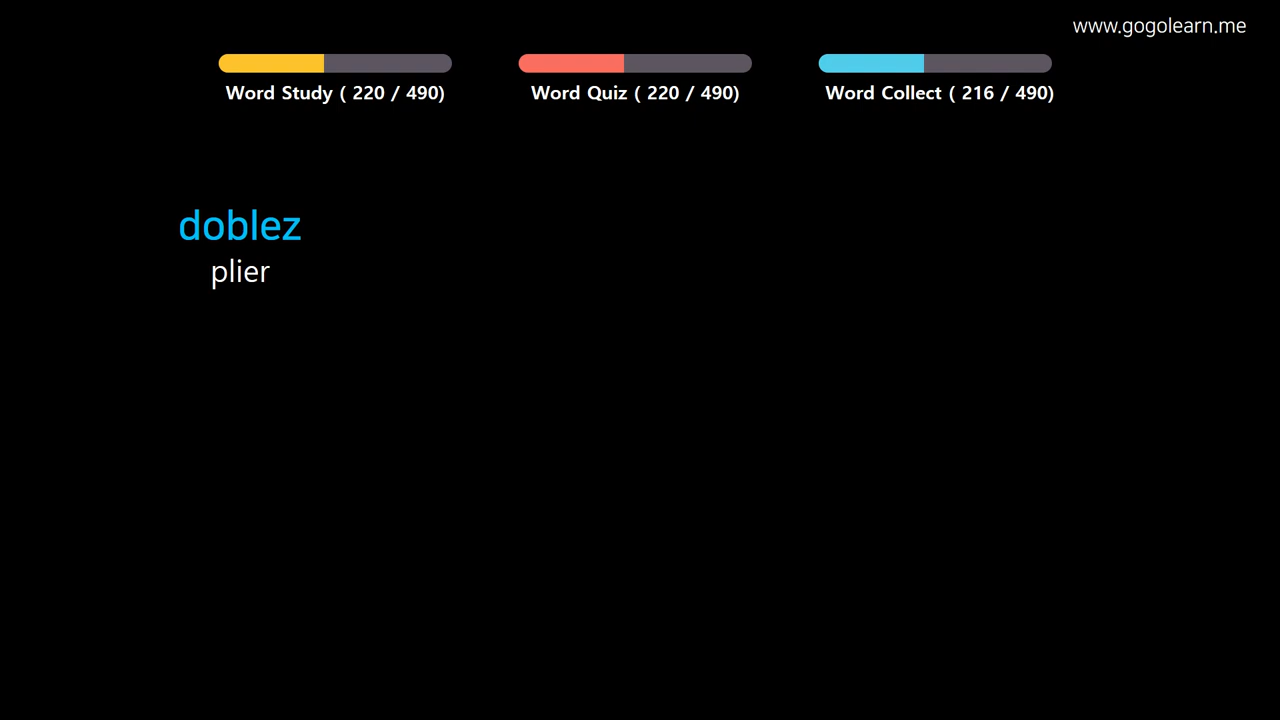 www.gogolearn.me
Word Study ( 220 / 490)
Word Quiz ( 220 / 490)
Word Collect ( 216 / 490)
doblez
plier